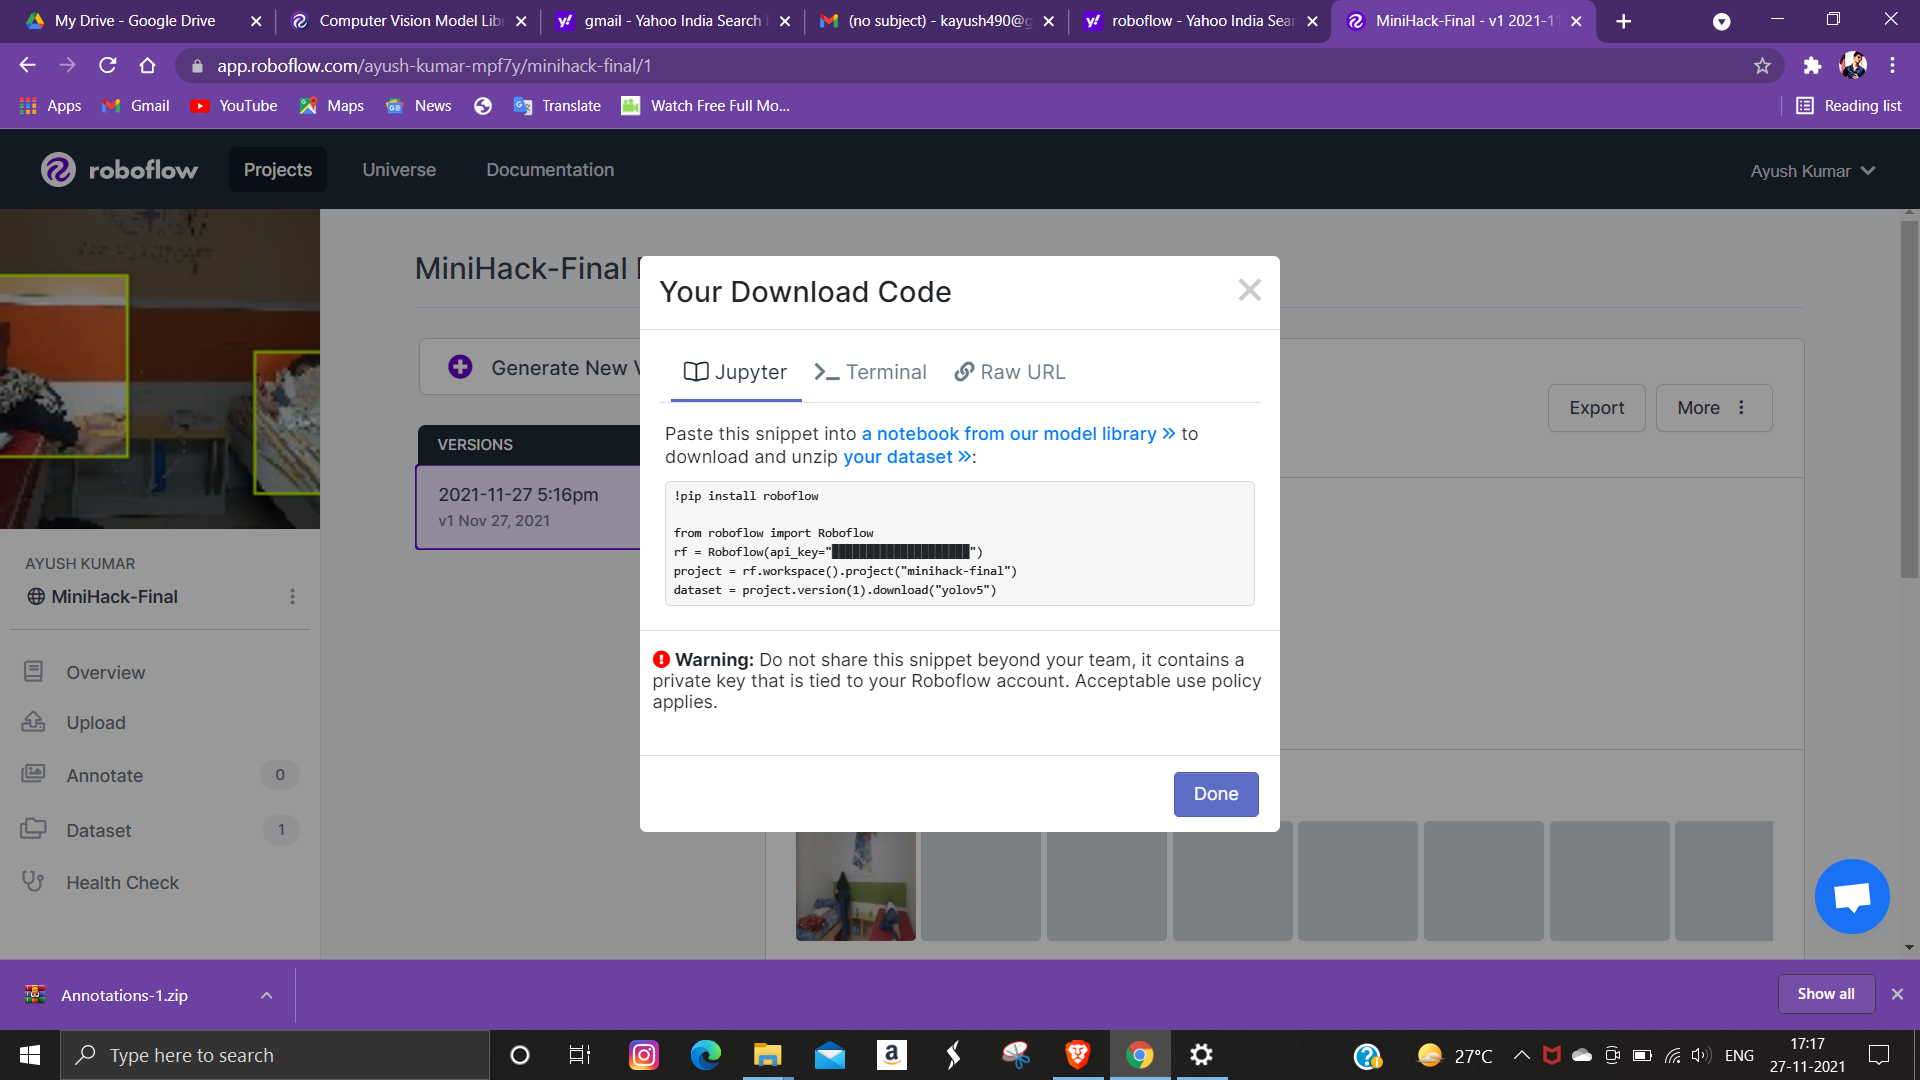 My Drive - Google Drive
Computer Vision Model Libr
gmail - Yahoo India Search
(no subject) - kayush490@g
roboflow - Yahoo India Sear
MiniHack-Final - v1 2021-11
app.roboflow.com/ayush-kumar-mpf7y/minihack-final/1
Apps
Gmail
YouTube
Maps
News
Translate
Watch Free Full Mo...
Reading list
roboflow
Projects
Universe
Documentation
Ayush Kumar
MiniHack-Final
Generate New
VERSIONS
2021-11-27 5:16pm
v1 Nov 27, 2021
Export
More
AYUSH KUMAR
MiniHack-Final
Overview
Upload
Annotate
0
Dataset
1
Health Check
Your Download Code
Jupyter
Terminal
Raw URL
Paste this snippet into a notebook from our model library » to
download and unzip your dataset »:
!pip install roboflow
from roboflow import Roboflow
rf = Roboflow(api_key="████████████████████")
project = rf.workspace().project("minihack-final")
dataset = project.version(1).download("yolov5")
Warning: Do not share this snippet beyond your team, it contains a
private key that is tied to your Roboflow account. Acceptable use policy
applies.
Done
Annotations-1.zip
Show all
Type here to search
27°C
ENG
17:17
27-11-2021